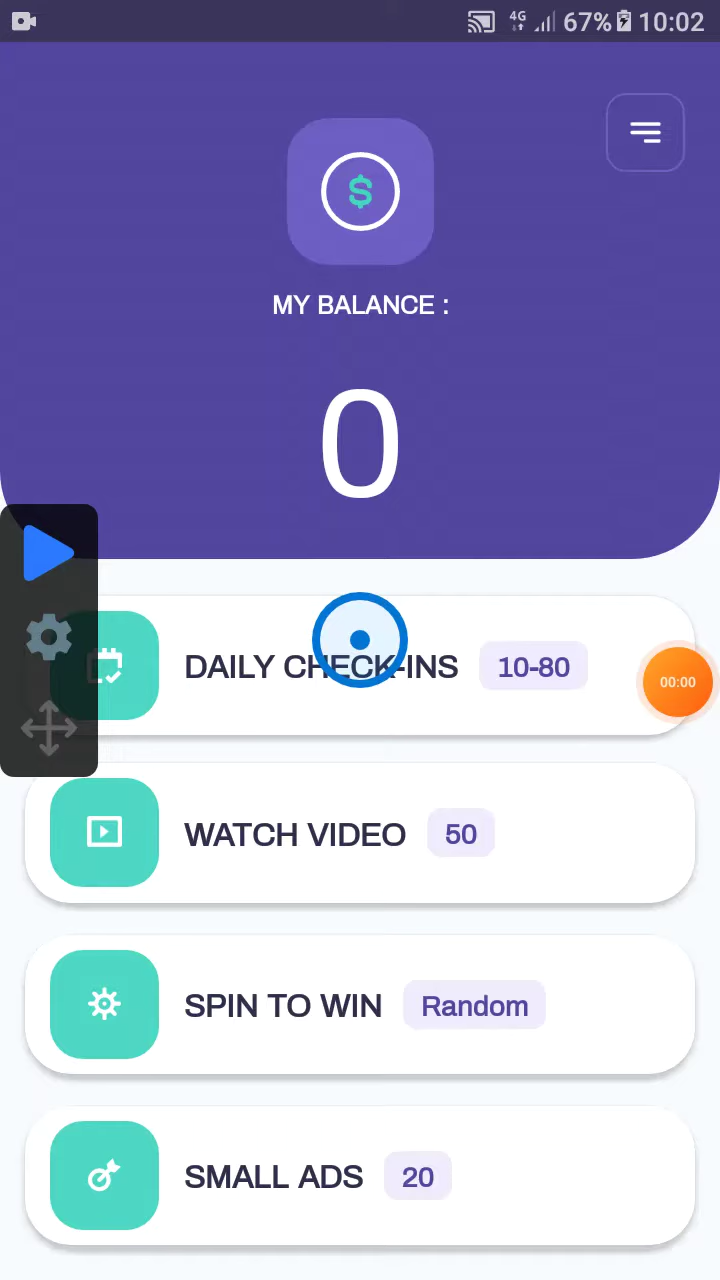 4G 67% 10:02
$
MY BALANCE :
0
DAILY CHECK-INS 10-80
00:00
WATCH VIDEO 50
SPIN TO WIN Random
SMALL ADS 20